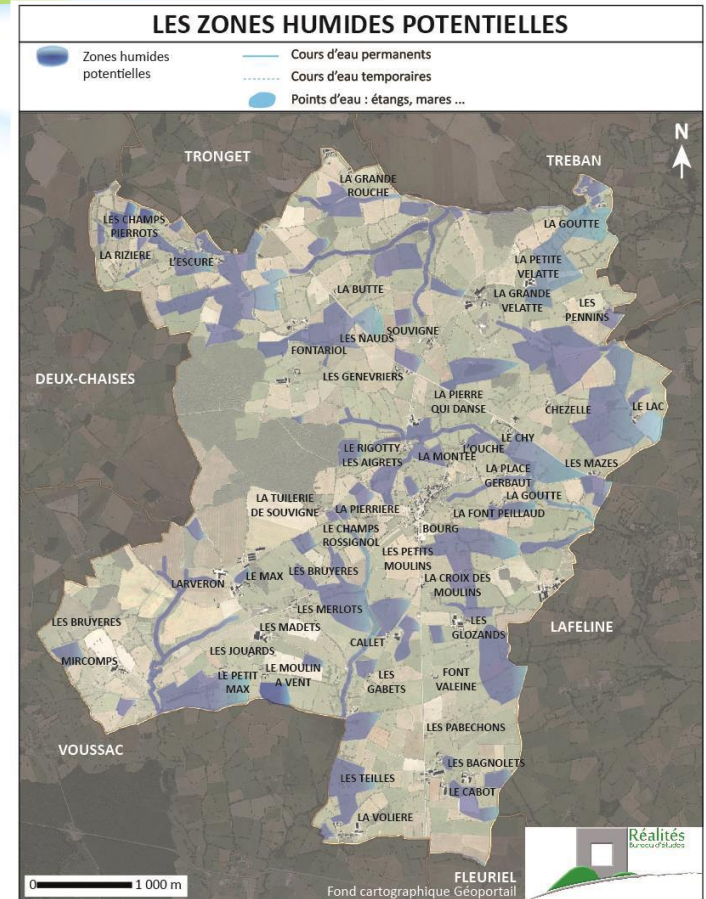 LES ZONES HUMIDES POTENTIELLES
Zones humides
potentielles
Cours d'eau permanents
Cours d'eau temporaires
Points d'eau : étangs, mares ...
N
TRONGET
TREBAN
LA GRANDE
ROUCHE
LES CHAMPS
PIERROTS
LA GOUTTE
LA RIZIERE
L'ESCURE
LA PETITE
VELATTE
LA BUTTE
LA GRANDE
VELATTE
LES
PENNINS
LES NAUDS
SOUVIGNE
FONTARIOL
DEUX-CHAISES
LES GENEVRIERS
LA PIERRE
QUI DANSE
CHEZELLE
LE LAC
LE CHY
LE RIGOTTY
L'OUCHE
LES AIGRETS
LA MONTÉE
LES MAZES
LA PLACE
GERBAUT
LA GOUTTE
LA TUILERIE
DE SOUVIGNE
LA PIERRIERE
LA FONT PEILLAUD
LE CHAMPS
ROSSIGNOL
BOURG
LES PETITS
MOULINS
LARVERON
LE MAX
LES BRUYERES
LA CROIX DES
MOULINS
LES BRUYERES
LES MERLOTS
LES MADETS
LES
GLOZANDS
LAFELINE
CALLET
LES JOUARDS
MIRCOMPS
LE PETIT
MAX
LE MOULIN
A VENT
LES
GABETS
FONT
VALEINE
VOUSSAC
LES PABECHONS
LES BAGNOLETS
LES TEILLES
LE CABOT
LA VOLIERE
FLEURIEL
Fond cartographique Géoportail
0 1 000 m
Réalités
Bureau d'études